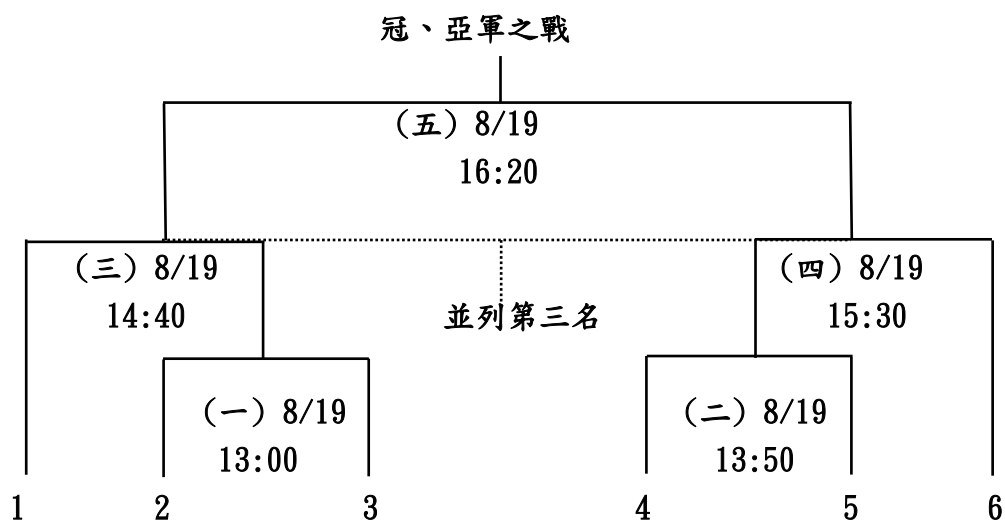 冠、亞軍之戰
(五) 8/19
16:20
(三) 8/19
14:40
並列第三名
(四) 8/19
15:30
(一) 8/19
13:00
(二) 8/19
13:50
1 2 3 4 5 6